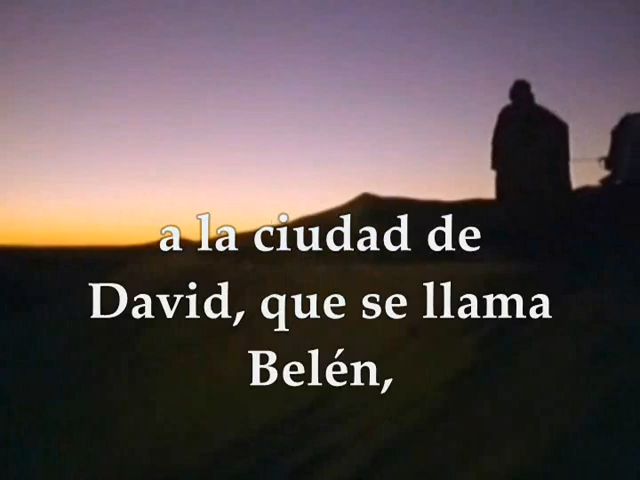 a la ciudad de
David, que se llama
Belén,